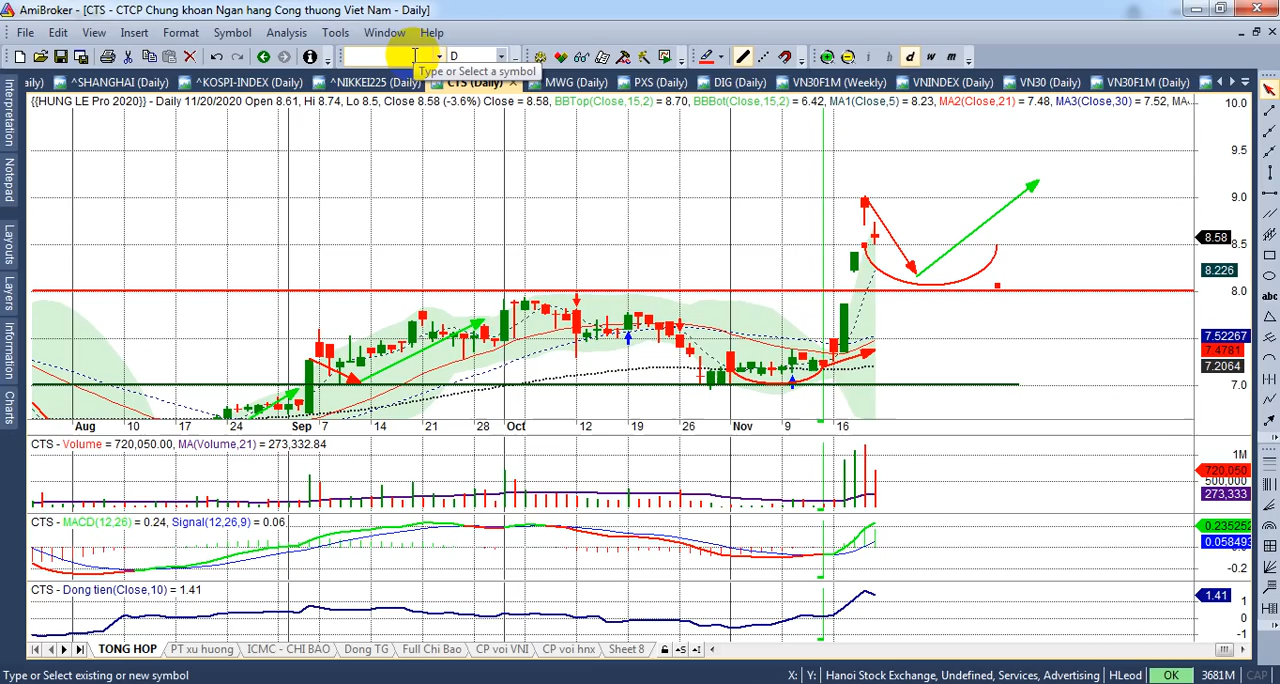 AmiBroker - [CTS - CTCP Chung khoan Ngan hang Cong thuong Viet Nam - Daily]
File Edit View Insert Format Symbol Analysis Tools Window Help
D i h d w m
Type or Select a symbol
aily) ^SHANGHAI (Daily) ^KOSPI-INDEX (Daily) ^NIKKEI225 (Daily) CTS (Daily) MWG (Daily) PXS (Daily) DIG (Daily) VN30F1M (Weekly) VNINDEX (Daily) VN30 (Daily) VN30F1M (Daily)
{{HUNG LE Pro 2020}} - Daily 11/20/2020 Open 8.61, Hi 8.74, Lo 8.5, Close 8.58 (-3.6%) Close = 8.58, BBTop(Close,15,2) = 8.70, BBBot(Close,15,2) = 6.42, MA1(Close,5) = 8.23, MA2(Close,21) = 7.48, MA3(Close,30) = 7.52,
Interpretation
Notepad
Layouts
Layers
Information
Charts
abc
10.0
9.5
9.0
8.58
8.5
8.226
8.0
7.52267
7.4781
7.2064
7.0
Aug 10 17 24 Sep 7 14 21 28 Oct 12 19 26 Nov 9 16
CTS - Volume = 720,050.00, MA(Volume,21) = 273,332.84
1M
720,050
500,000
273,333
CTS - MACD(12,26) = 0.24, Signal(12,26,9) = 0.06
0.235252
0.058493
-0.2
CTS - Dong tien(Close,10) = 1.41
1.41
1
0
-1
TONG HOP PT xu huong ICMC - CHI BAO Dong TG Full Chi Bao CP voi VNI CP voi hnx Sheet 8
Type or Select existing or new symbol X: Y: Hanoi Stock Exchange, Undefined, Services, Advertising HLeod OK 3681M CAP